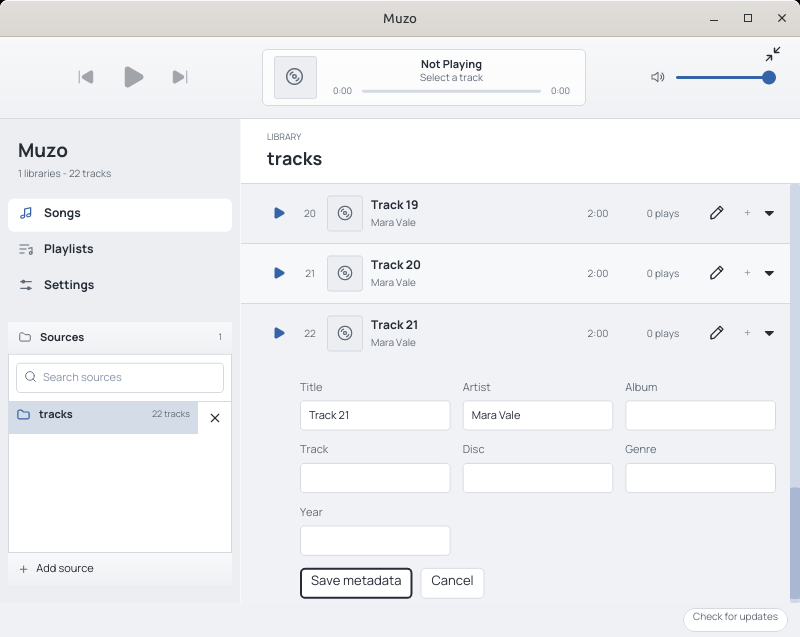 Muzo
Not Playing
Select a track
0:00
0:00
Muzo
1 libraries - 22 tracks
Songs
Playlists
Settings
Sources
1
Search sources
tracks
22 tracks
Add source
LIBRARY
tracks
20
Track 19
Mara Vale
2:00
0 plays
+
21
Track 20
Mara Vale
2:00
0 plays
+
22
Track 21
Mara Vale
2:00
0 plays
+
Title
Artist
Album
Track 21
Mara Vale
Track
Disc
Genre
Year
Save metadata
Cancel
Check for updates